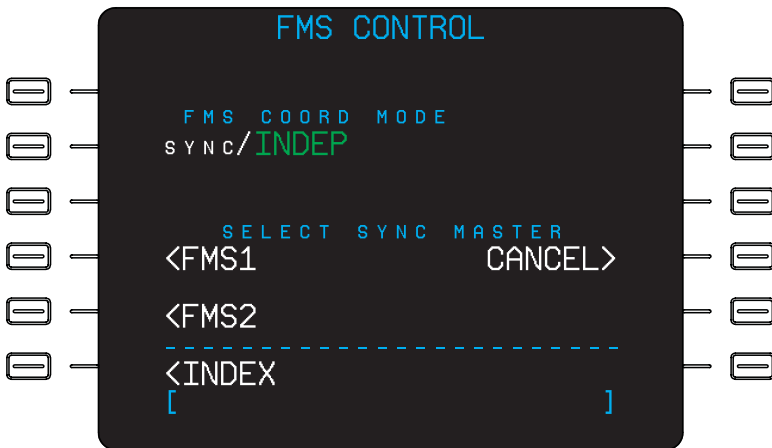 FMS CONTROL
FMS COORD MODE
SYNC/INDEP
SELECT SYNC MASTER
<FMS1 CANCEL>
<FMS2
--------------------------
<INDEX
[ ]